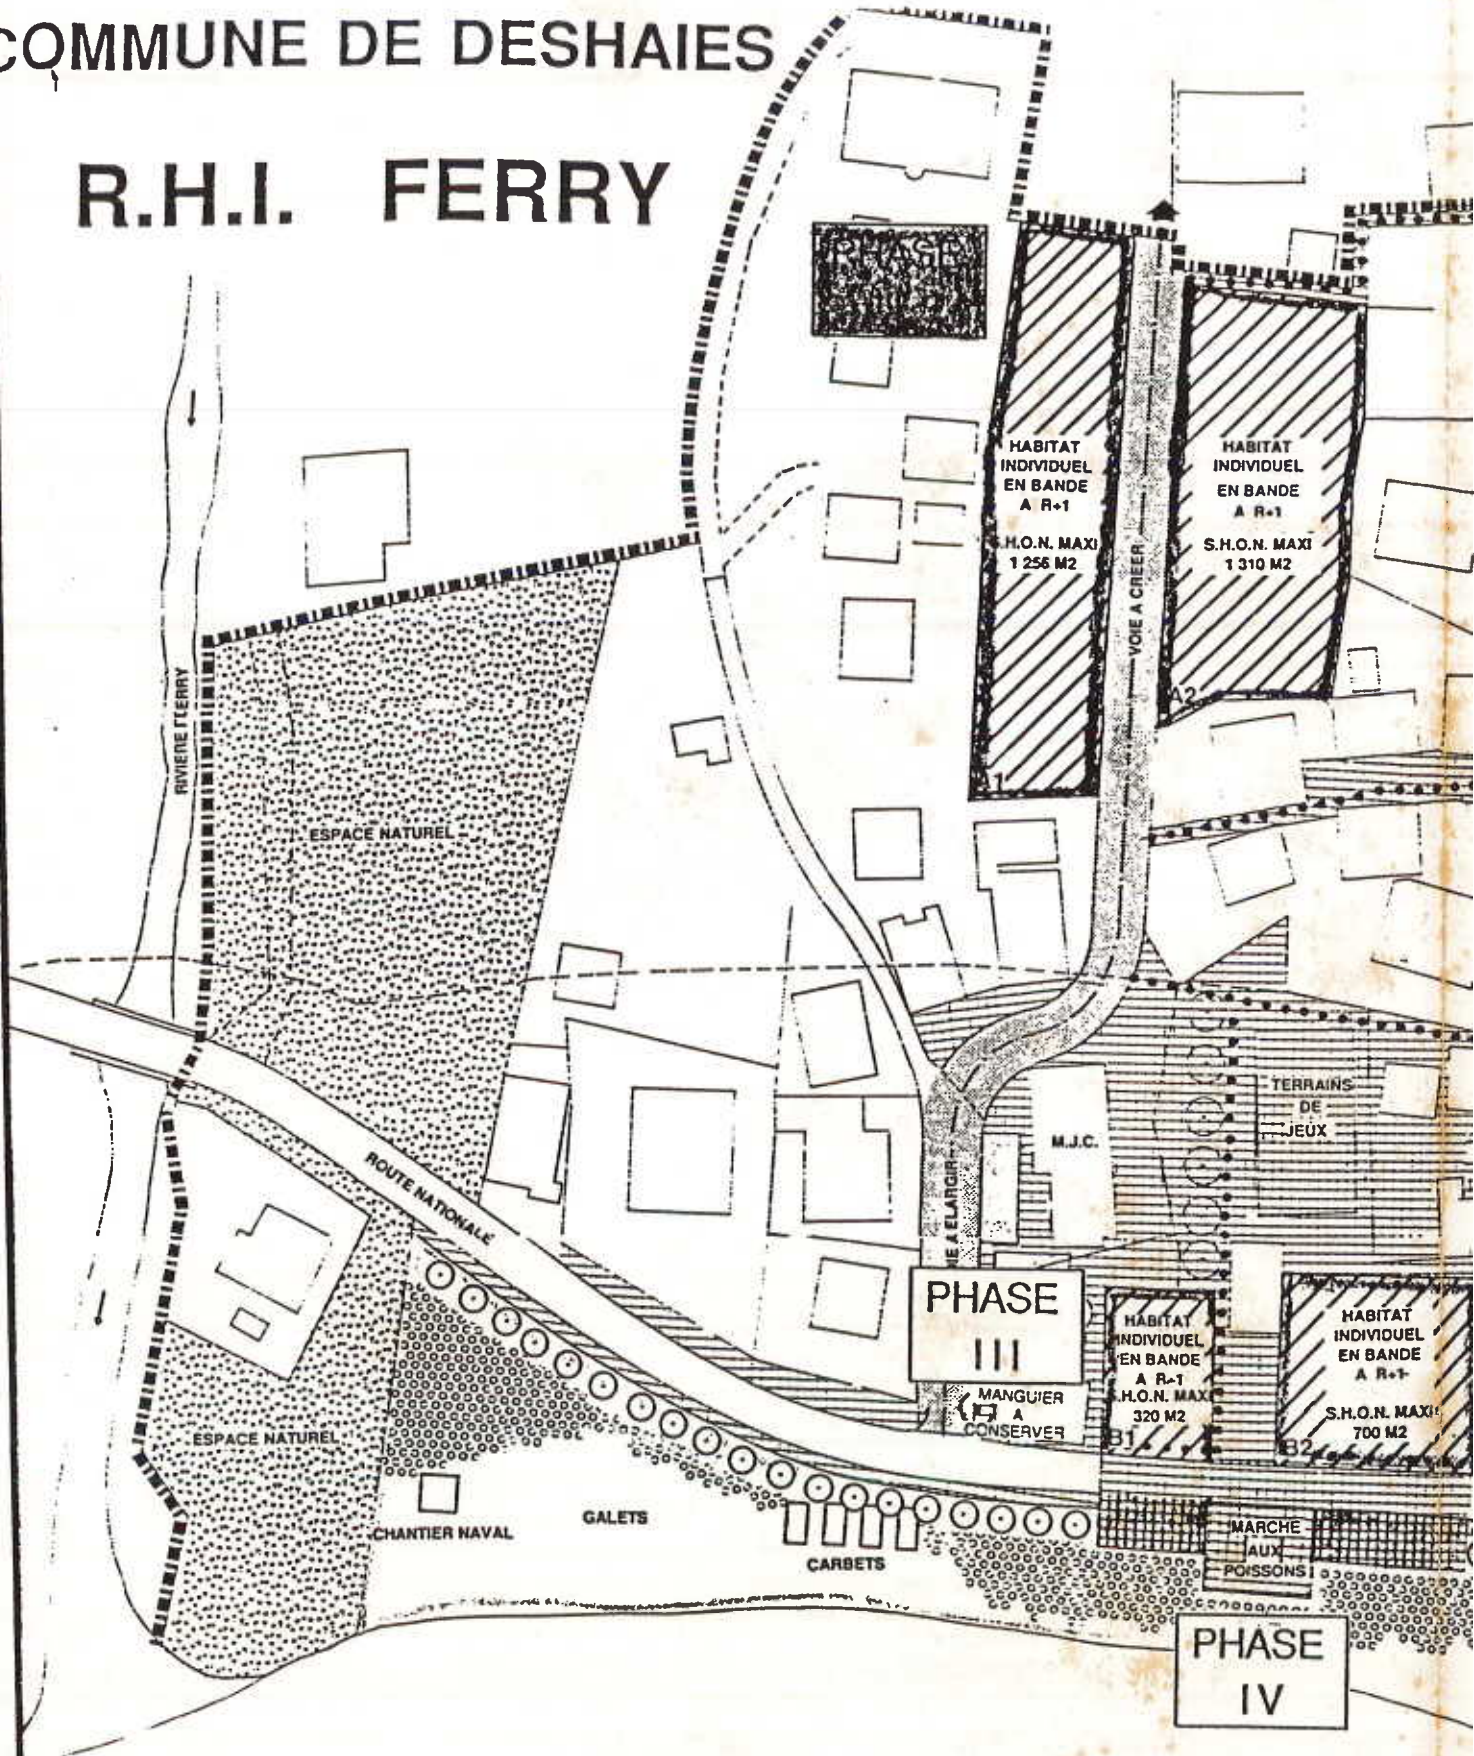 COMMUNE DE DESHAIES
R.H.I. FERRY
PHASE
HABITAT
INDIVIDUEL
EN BANDE
A R+1
S.H.O.N. MAXI
1 256 M2
A1
VOIE A CREER
HABITAT
INDIVIDUEL
EN BANDE
A R+1
S.H.O.N. MAXI
1 310 M2
A2
RIVIERE FERRY
ESPACE NATUREL
ROUTE NATIONALE
A ELARGIR
M.J.C.
TERRAINS
DE
JEUX
PHASE
III
MANGUIER
A
CONSERVER
HABITAT
INDIVIDUEL
EN BANDE
A R+1
S.H.O.N. MAXI
320 M2
B1
HABITAT
INDIVIDUEL
EN BANDE
A R+1
S.H.O.N. MAXI
700 M2
B2
ESPACE NATUREL
CHANTIER NAVAL
GALETS
CARBETS
MARCHE
AUX
POISSONS
PHASE
IV